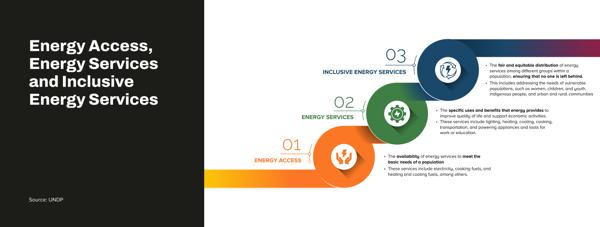 Energy Access,
Energy Services
and Inclusive
Energy Services
Source: UNDP
03
INCLUSIVE ENERGY SERVICES
• The fair and equitable distribution of energy
services among different groups within a
population, ensuring that no one is left behind.
• This includes addressing the needs of vulnerable
populations, such as women, children, and youth,
indigenous people, and urban and rural communities
02
ENERGY SERVICES
• The specific uses and benefits that energy provides to
improve quality of life and support economic activities.
• These services include lighting, heating, cooling, cooking,
transportation, and powering appliances and tools for
work or education.
01
ENERGY ACCESS
• The availability of energy services to meet the
basic needs of a population
• These services include electricity, cooking fuels, and
heating and cooling fuels, among others.